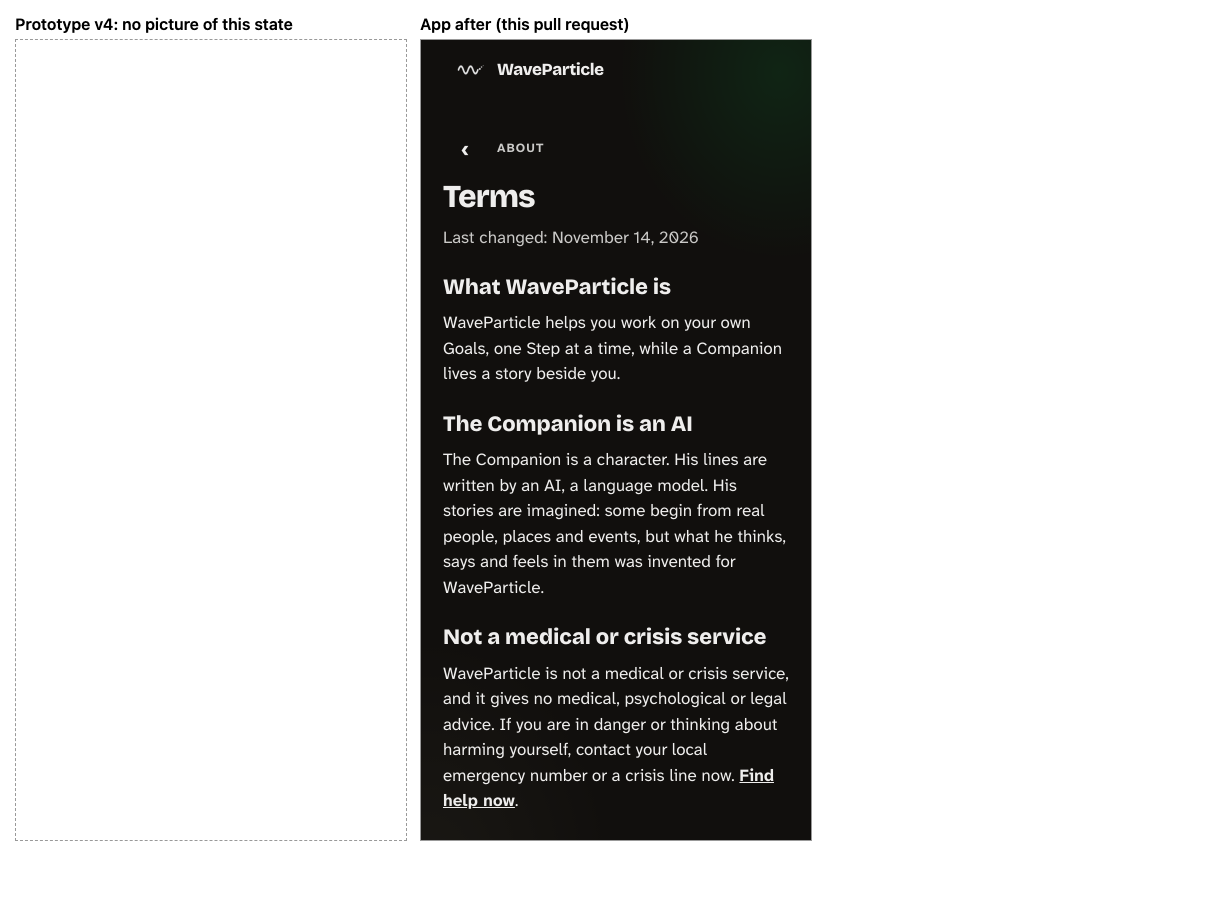 Prototype v4: no picture of this state
App after (this pull request)
WaveParticle
‹ ABOUT
Terms
Last changed: November 14, 2026
What WaveParticle is
WaveParticle helps you work on your own
Goals, one Step at a time, while a Companion
lives a story beside you.
The Companion is an AI
The Companion is a character. His lines are
written by an AI, a language model. His
stories are imagined: some begin from real
people, places and events, but what he thinks,
says and feels in them was invented for
WaveParticle.
Not a medical or crisis service
WaveParticle is not a medical or crisis service,
and it gives no medical, psychological or legal
advice. If you are in danger or thinking about
harming yourself, contact your local
emergency number or a crisis line now. Find
help now.